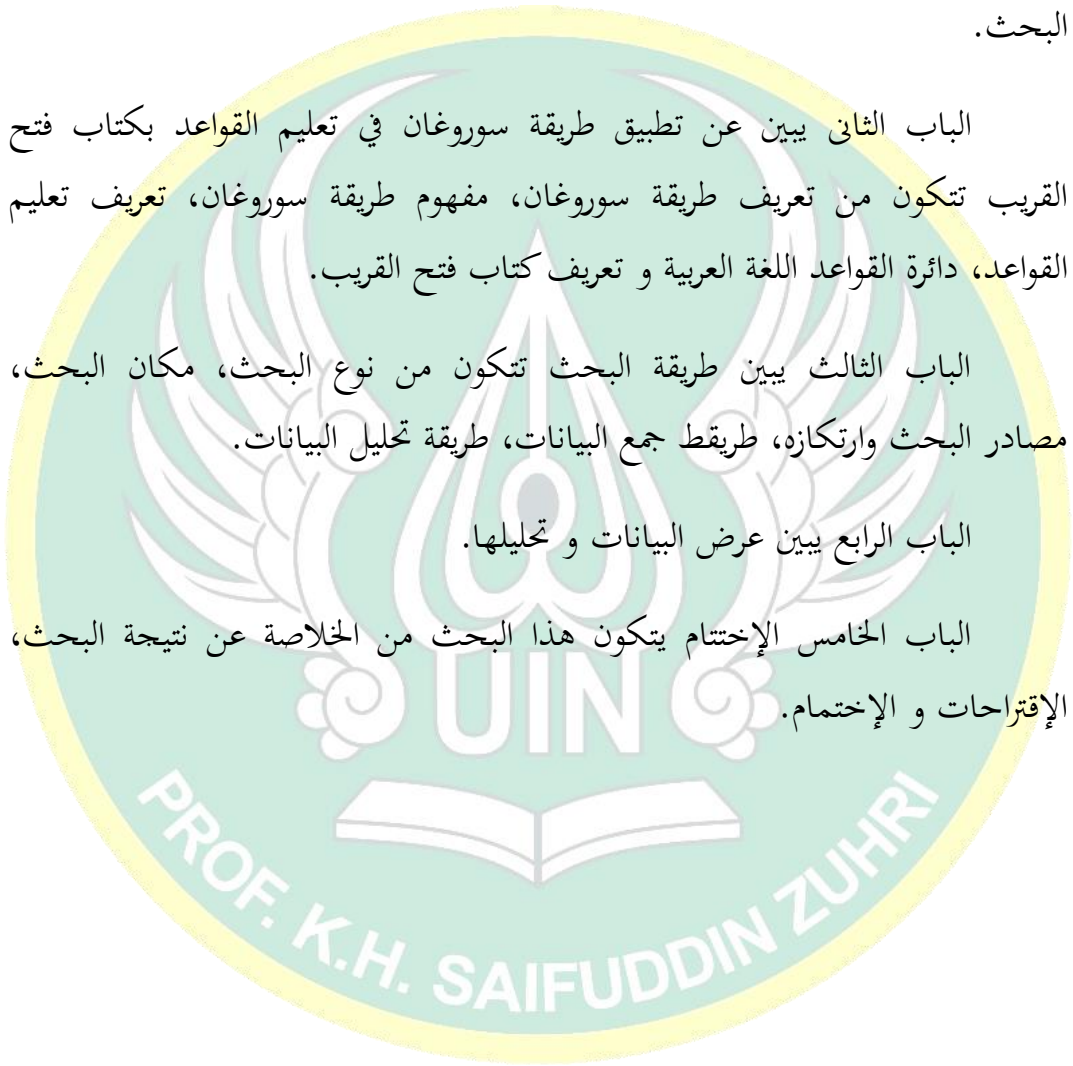 البحث.
الباب الثانى يبين عن تطبيق طريقة سوروغان في تعليم القواعد بكتاب فتح
القريب تتكون من تعريف طريقة سوروغان، مفهوم طريقة سوروغان، تعريف تعليم
القواعد، دائرة القواعد اللغة العربية و تعريف كتاب فتح القريب.
الباب الثالث يبين طريقة البحث تتكون من نوع البحث، مكان البحث،
مصادر البحث وارتكازه، طريقط جمع البيانات، طريقة تحليل البيانات.
الباب الرابع يبين عرض البيانات و تحليلها.
الباب الخامس الإختتام يتكون هذا البحث من الخلاصة عن نتيجة البحث،
الإقتراحات و الإختمام.
UIN
PROF. K.H. SAIFUDDIN ZUHRI